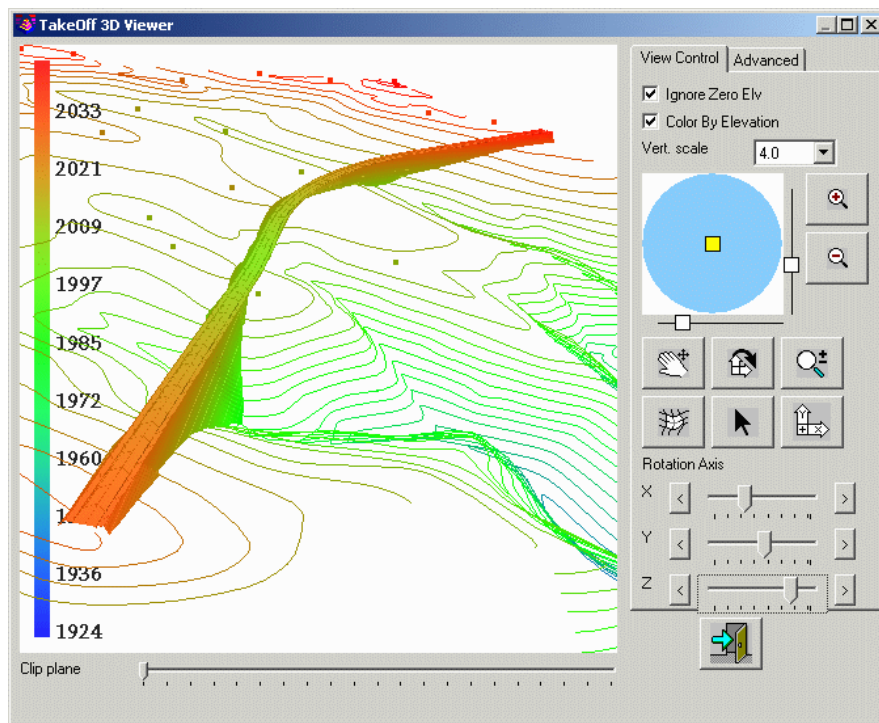 TakeOff 3D Viewer
View Control
Advanced
Ignore Zero Elv
Color By Elevation
Vert. scale
4.0
2033
2021
2009
1997
1985
1972
1960
1936
1924
Rotation Axis
X
<
>
Y
<
>
Z
<
>
Clip plane